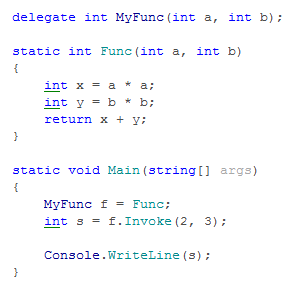 delegate int MyFunc(int a, int b);
static int Func(int a, int b)
{
int x = a * a;
int y = b * b;
return x + y;
}
static void Main(string[] args)
{
MyFunc f = Func;
int s = f.Invoke(2, 3);
Console.WriteLine(s);
}